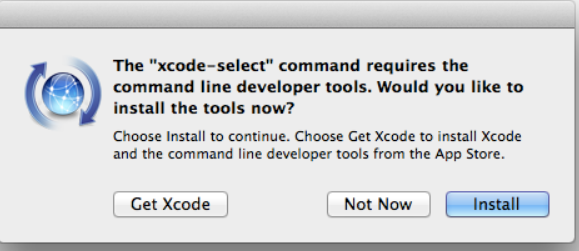 The "xcode-select" command requires the
command line developer tools. Would you like to
install the tools now?
Choose Install to continue. Choose Get Xcode to install Xcode
and the command line developer tools from the App Store.
Get Xcode
Not Now
Install